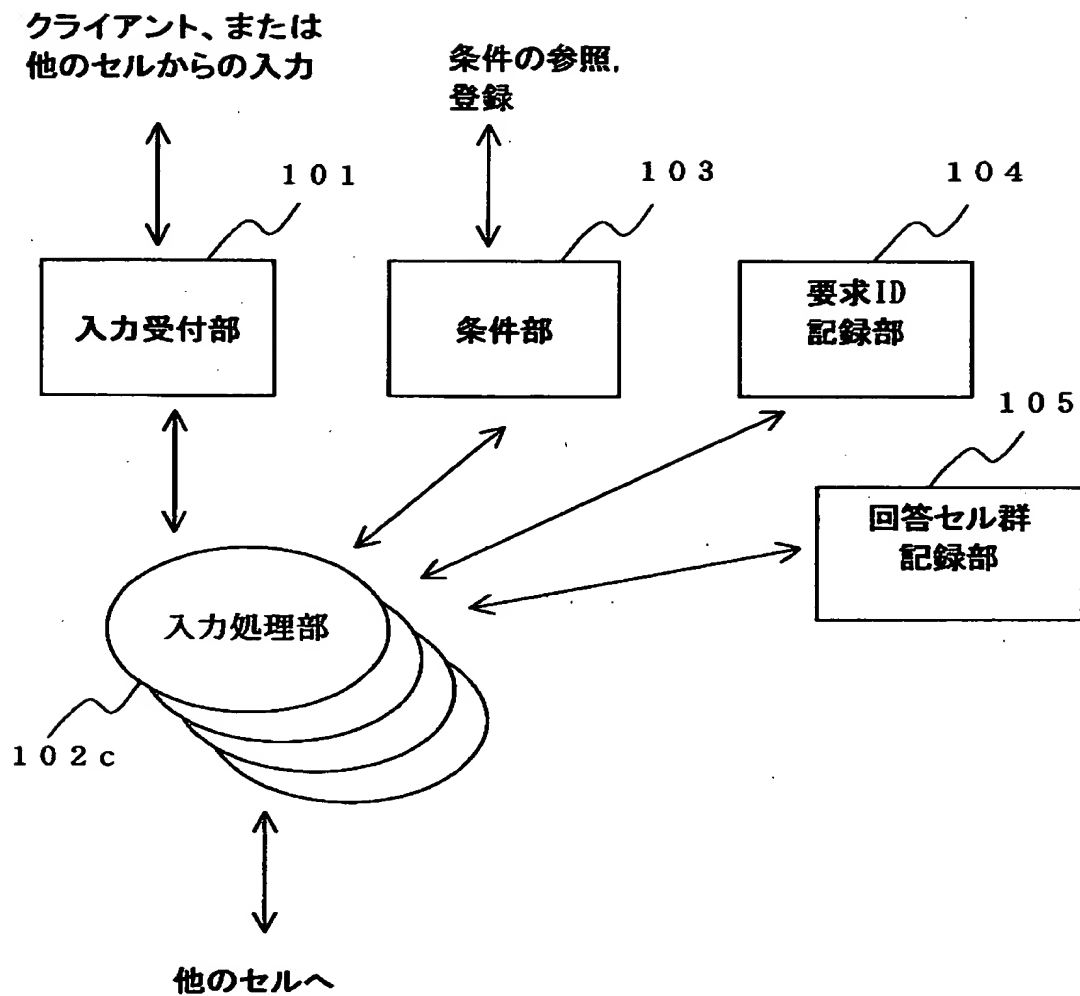 クライアント、または
他のセルからの入力
条件の参照,
登録
101
103
104
入力受付部
条件部
要求ID
記録部
105
回答セル群
記録部
入力処理部
102c
他のセルへ